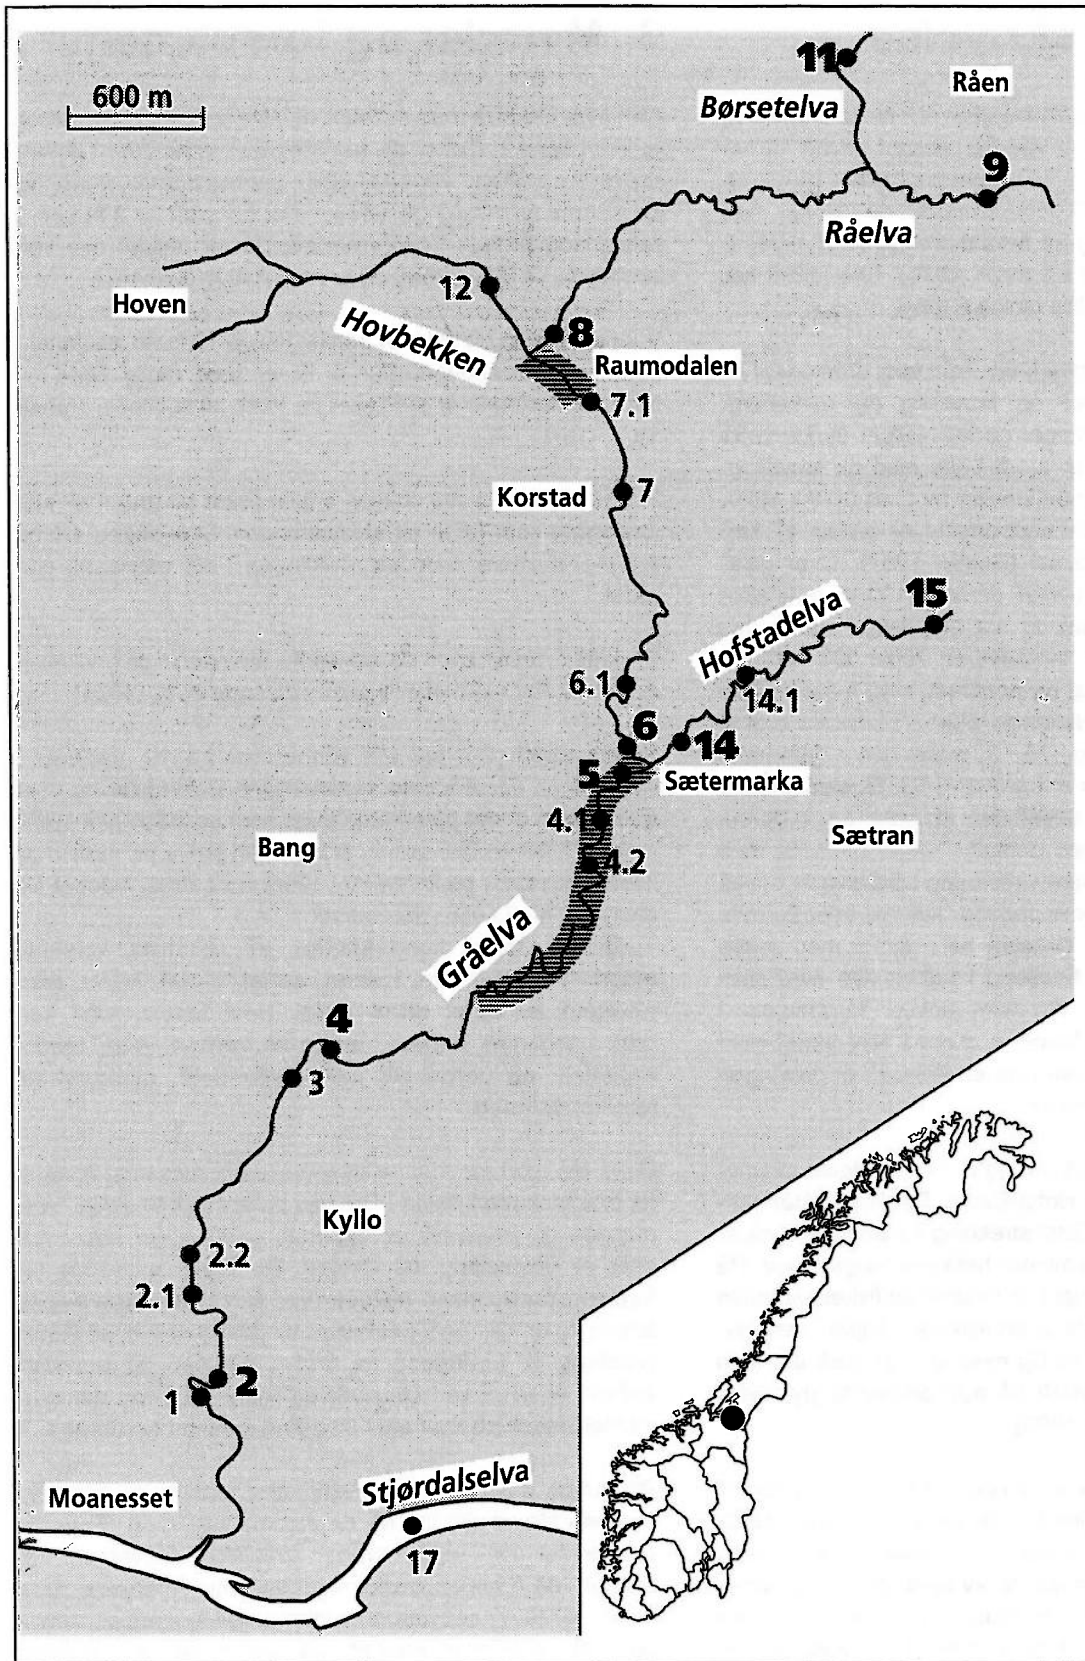 600 m
11
Råen
Børsetelva
9
Råelva
Hoven
12
Hovbekken
8
Raumodalen
7.1
Korstad
7
15
Hofstadelva
6.1
14.1
6
14
5
Sætermarka
4.1
Bang
Sætran
4.2
Gråelva
4
3
Kyllo
2.2
2.1
2
1
Moanesset
Stjørdalselva
17